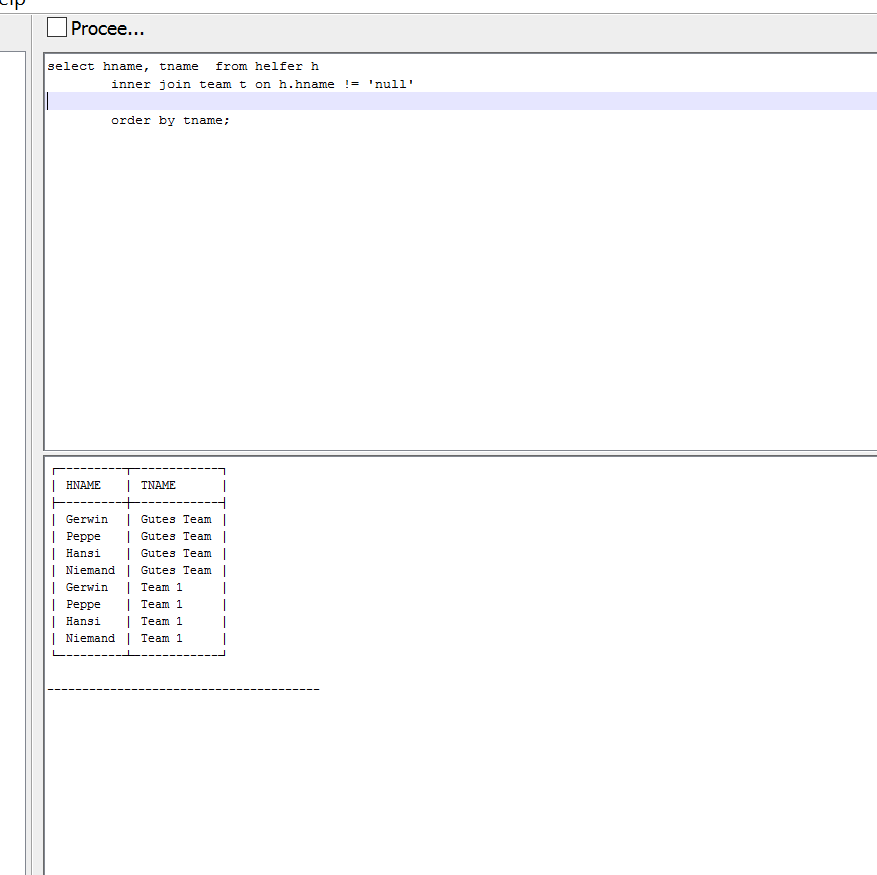 Procee...
select hname, tname  from helfer h
        inner join team t on h.hname != 'null'
        order by tname;
HNAME | TNAME
Gerwin | Gutes Team
Peppe | Gutes Team
Hansi | Gutes Team
Niemand | Gutes Team
Gerwin | Team 1
Peppe | Team 1
Hansi | Team 1
Niemand | Team 1
---------------------------------------